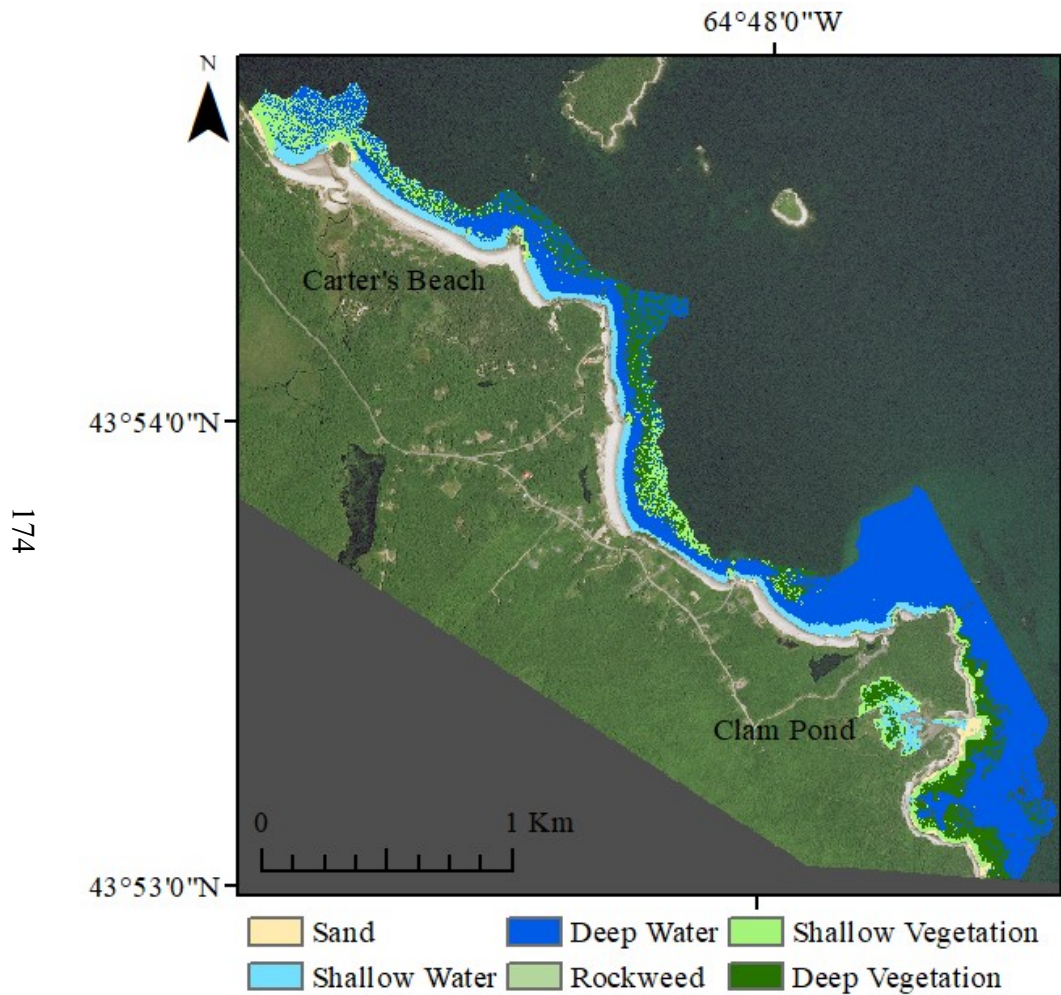 64°48'0"W
N
Carter's Beach
43°54'0"N
174
Clam Pond
0 1 Km
43°53'0"N
Sand Deep Water Shallow Vegetation
Shallow Water Rockweed Deep Vegetation